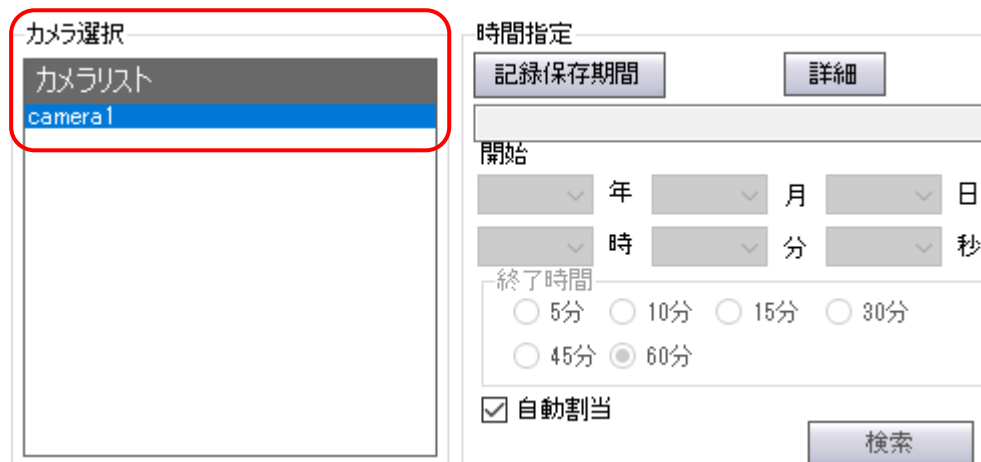 カメラ選択
カメラリスト
camera1
時間指定
記録保存期間 詳細
開始
年 月 日
時 分 秒
終了時間
5分 10分 15分 30分
45分 60分
自動割当
検索